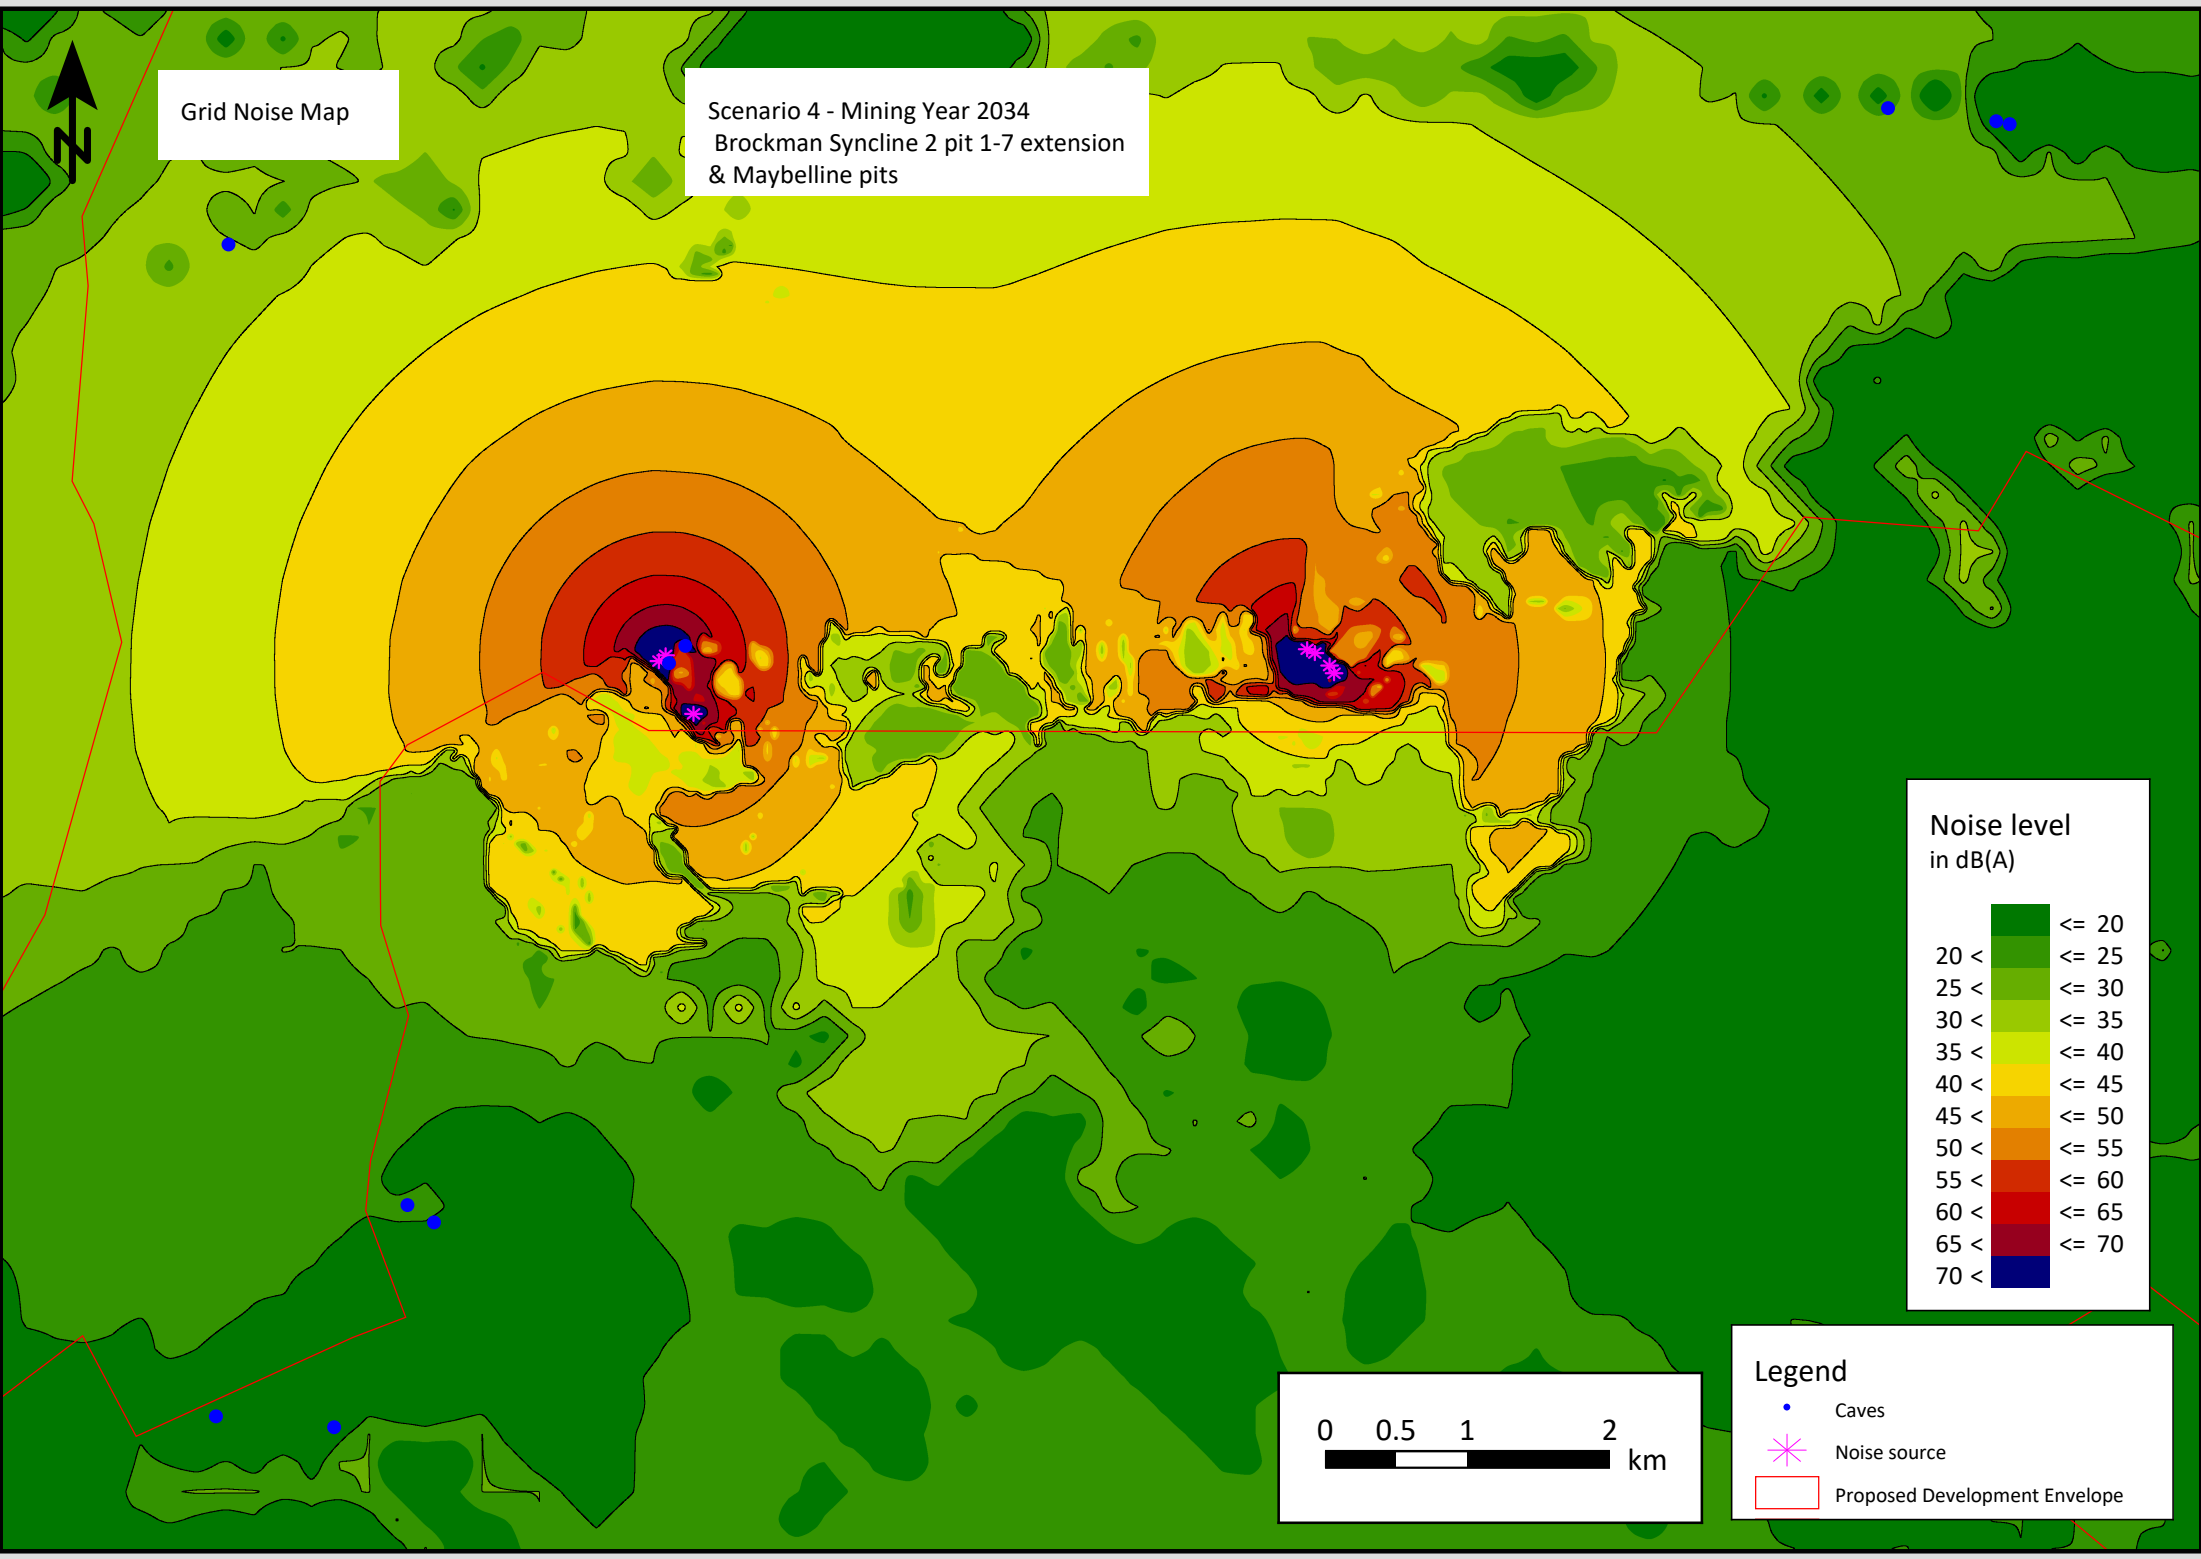 N
Grid Noise Map
Scenario 4 - Mining Year 2034
Brockman Syncline 2 pit 1-7 extension
& Maybelline pits
Noise level
in dB(A)
<= 20
20 < <= 25
25 < <= 30
30 < <= 35
35 < <= 40
40 < <= 45
45 < <= 50
50 < <= 55
55 < <= 60
60 < <= 65
65 < <= 70
70 <
Legend
Caves
Noise source
Proposed Development Envelope
0 0.5 1 2
km